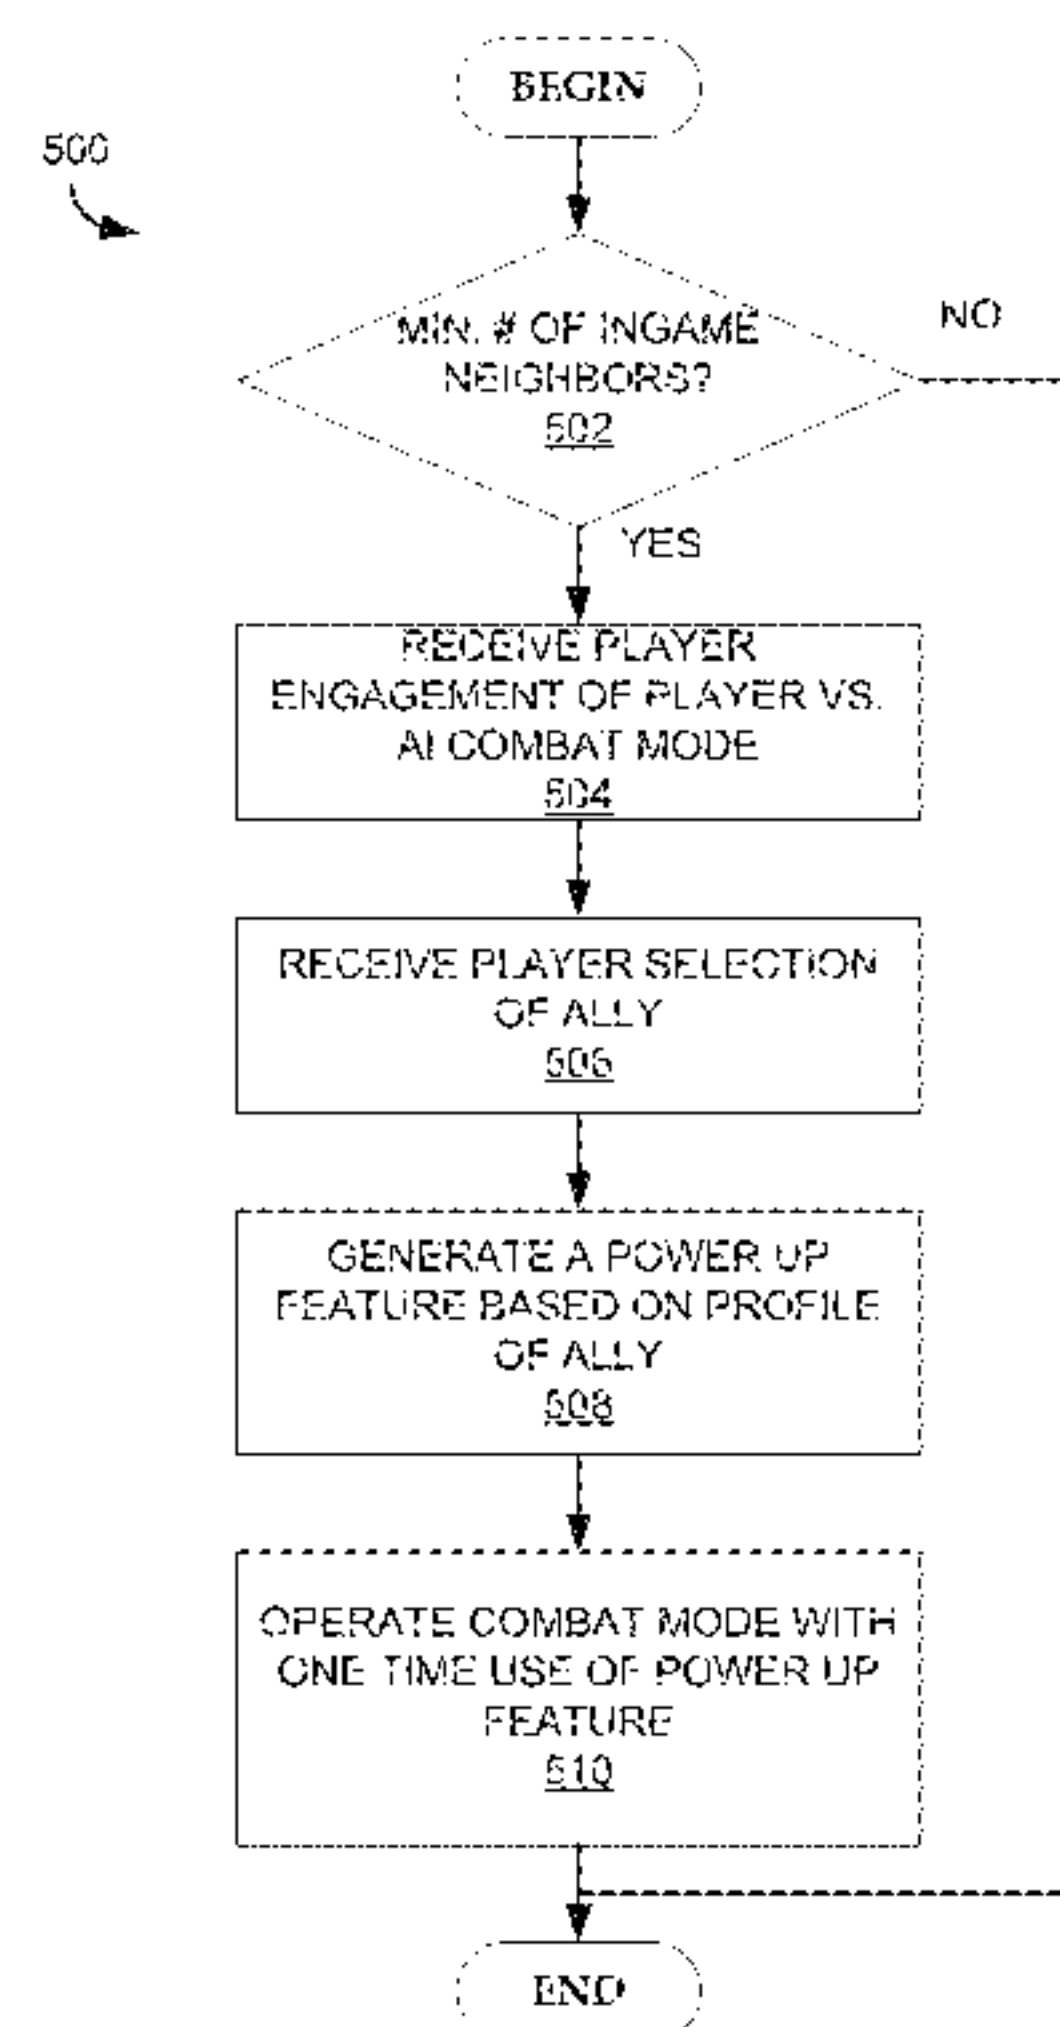 BEGIN
500
MIN. # OF INGAME
NEIGHBORS?
502
NO
YES
RECEIVE PLAYER
ENGAGEMENT OF PLAYER VS.
AI COMBAT MODE
504
RECEIVE PLAYER SELECTION
OF ALLY
506
GENERATE A POWER UP
FEATURE BASED ON PROFILE
OF ALLY
508
OPERATE COMBAT MODE WITH
ONE TIME USE OF POWER UP
FEATURE
510
END